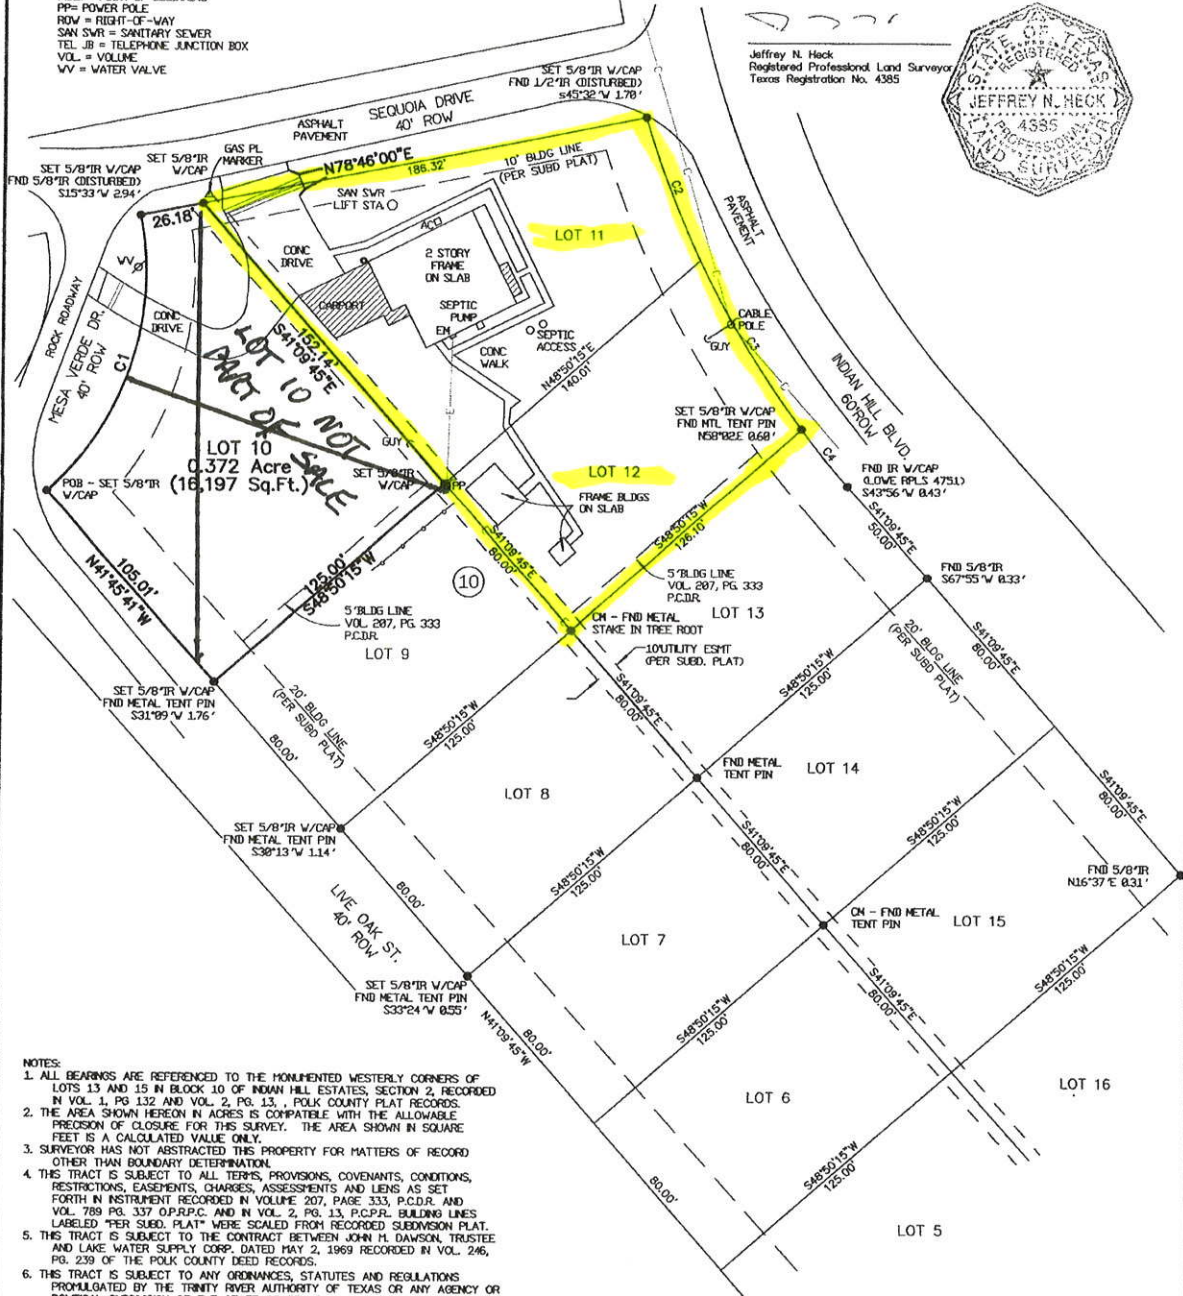 PP= POWER POLE
ROW = RIGHT-OF-WAY
SAN SWR = SANITARY SEWER
TEL JB = TELEPHONE JUNCTION BOX
VOL = VOLUME
WV = WATER VALVE
Jeffrey N. Heck
Registered Professional Land Surveyor
Texas Registration No. 4385
STATE OF TEXAS
REGISTERED
JEFFREY N. HECK
4385
PROFESSIONAL
LAND SURVEYOR
SET 5/8"IR W/CAP
FND 1/2"IR (DISTURBED)
S45°32'W 1.70'
SEQUOIA DRIVE
40' ROW
ASPHALT
PAVEMENT
GAS PL
MARKER
SET 5/8"IR
W/CAP
SET 5/8"IR W/CAP
FND 5/8"IR (DISTURBED)
S15°33'W 2.94'
N78°46'00"E
186.32'
10' BLDG LINE
(PER SUBD PLAT)
26.18'
SAN SWR
LIFT STA
C2
C
ASPHALT
PAVEMENT
LOT 11
AC
2 STORY
FRAME
ON SLAB
CONC
DRIVE
CARPORT
SEPTIC
PUMP
EM
SEPTIC
ACCESS
CONC
WALK
WV
CONC
DRIVE
ROCK ROADWAY
MESA VERDE DR.
40' ROW
C1
152.14'
S41°09'45"E
LOT 10 NOT
PART OF
SALE
CABLE
POLE
GUY
C3
C
N48°50'15"E
140.01'
INDIAN HILL BLVD.
60'ROW
E
SET 5/8"IR W/CAP
FND MTL TENT PIN
N58°02'E 0.60'
C4
GUY
LOT 10
0.372 Acre
(16,197 Sq.Ft.)
SET 5/8"IR
W/CAP
PP
LOT 12
FRAME BLDGS
ON SLAB
FND IR W/CAP
(LOWE RPLS 4751)
S43°56'W 0.43'
POB - SET 5/8"IR
W/CAP
S41°09'45"E
60.00'
S48°50'15"W
126.10'
S41°09'45"E
50.00'
105.01'
N41°45'41"W
125.00'
S48°50'15"W
10
FND 5/8"IR
S67°55'W 0.33'
5'BLDG LINE
VOL. 207, PG. 333
P.C.D.R.
LOT 13
5'BLDG LINE
VOL. 207, PG. 333
P.C.D.R.
CM - FND METAL
STAKE IN TREE ROOT
LOT 9
10'UTILITY ESMT
(PER SUBD. PLAT)
20' BLDG LINE
(PER SUBD PLAT)
S41°09'45"E
80.00'
SET 5/8"IR W/CAP
FND METAL TENT PIN
S31°09'W 1.76'
20' BLDG LINE
(PER SUBD PLAT)
S48°50'15"W
125.00'
S41°09'45"E
80.00'
S48°50'15"W
125.00'
80.00'
FND METAL
TENT PIN
LOT 14
LOT 8
S41°09'45"E
80.00'
SET 5/8"IR W/CAP
FND METAL TENT PIN
S30°13'W 1.14'
S48°50'15"W
125.00'
S41°09'45"E
80.00'
S48°50'15"W
125.00'
FND 5/8"IR
N16°37'E 0.31'
80.00'
LIVE OAK ST.
40' ROW
CM - FND METAL
TENT PIN
LOT 15
LOT 7
SET 5/8"IR W/CAP
FND METAL TENT PIN
S33°24'W 0.55'
S41°09'45"E
80.00'
S48°50'15"W
125.00'
S48°50'15"W
125.00'
N41°09'45"W
80.00'
LOT 16
LOT 6
S48°50'15"W
125.00'
80.00'
LOT 5
NOTES:
1. ALL BEARINGS ARE REFERENCED TO THE MONUMENTED WESTERLY CORNERS OF
LOTS 13 AND 15 IN BLOCK 10 OF INDIAN HILL ESTATES, SECTION 2, RECORDED
IN VOL. 1, PG 132 AND VOL. 2, PG. 13, , POLK COUNTY PLAT RECORDS.
2. THE AREA SHOWN HEREON IN ACRES IS COMPATIBLE WITH THE ALLOWABLE
PRECISION OF CLOSURE FOR THIS SURVEY. THE AREA SHOWN IN SQUARE
FEET IS A CALCULATED VALUE ONLY.
3. SURVEYOR HAS NOT ABSTRACTED THIS PROPERTY FOR MATTERS OF RECORD
OTHER THAN BOUNDARY DETERMINATION.
4. THIS TRACT IS SUBJECT TO ALL TERMS, PROVISIONS, COVENANTS, CONDITIONS,
RESTRICTIONS, EASEMENTS, CHARGES, ASSESSMENTS AND LIENS AS SET
FORTH IN INSTRUMENT RECORDED IN VOLUME 207, PAGE 333, P.C.D.R. AND
VOL. 789 PG. 337 O.P.R.P.C. AND IN VOL. 2, PG. 13, P.C.P.R. BUILDING LINES
LABELED "PER SUBD. PLAT" WERE SCALED FROM RECORDED SUBDIVISION PLAT.
5. THIS TRACT IS SUBJECT TO THE CONTRACT BETWEEN JOHN M. DAWSON, TRUSTEE
AND LAKE WATER SUPPLY CORP. DATED MAY 2, 1969 RECORDED IN VOL. 246,
PG. 239 OF THE POLK COUNTY DEED RECORDS.
6. THIS TRACT IS SUBJECT TO ANY ORDINANCES, STATUTES AND REGULATIONS
PROMULGATED BY THE TRINITY RIVER AUTHORITY OF TEXAS OR ANY AGENCY OR